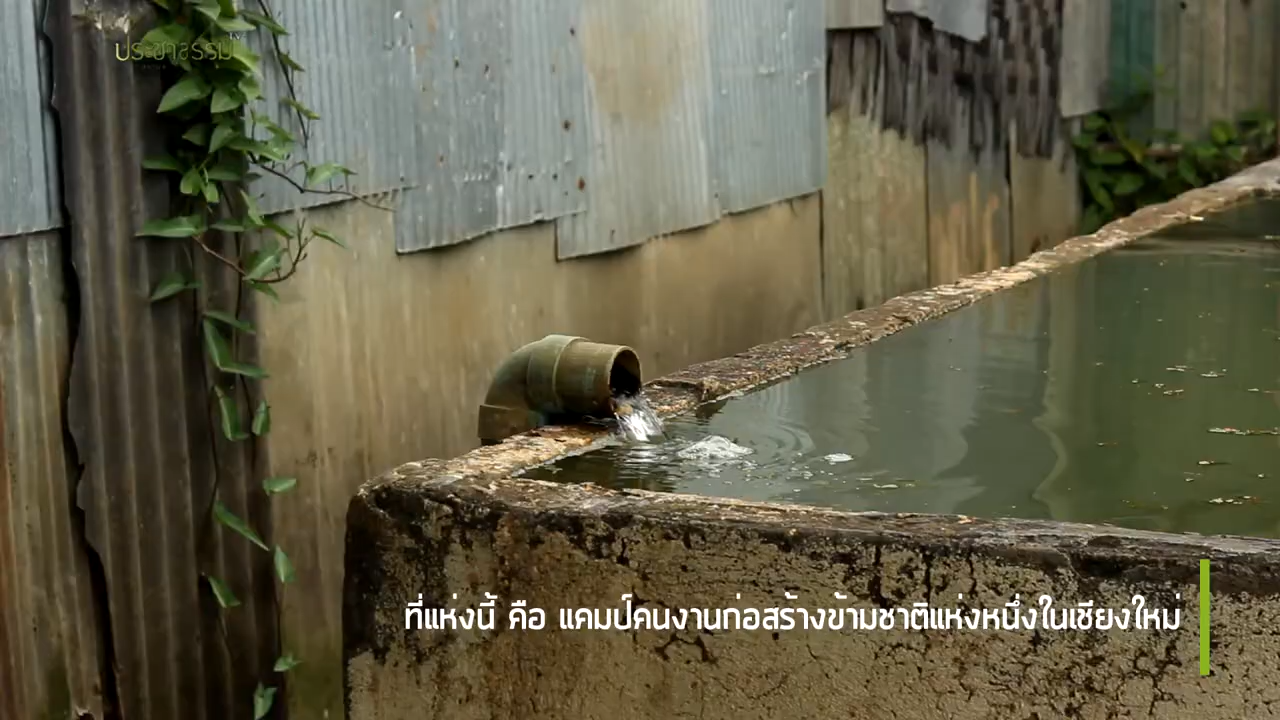 ประชาธรรม
ที่แห่งนี้ คือ แคมป์คนงานก่อสร้างข้ามชาติแห่งหนึ่งในเชียงใหม่